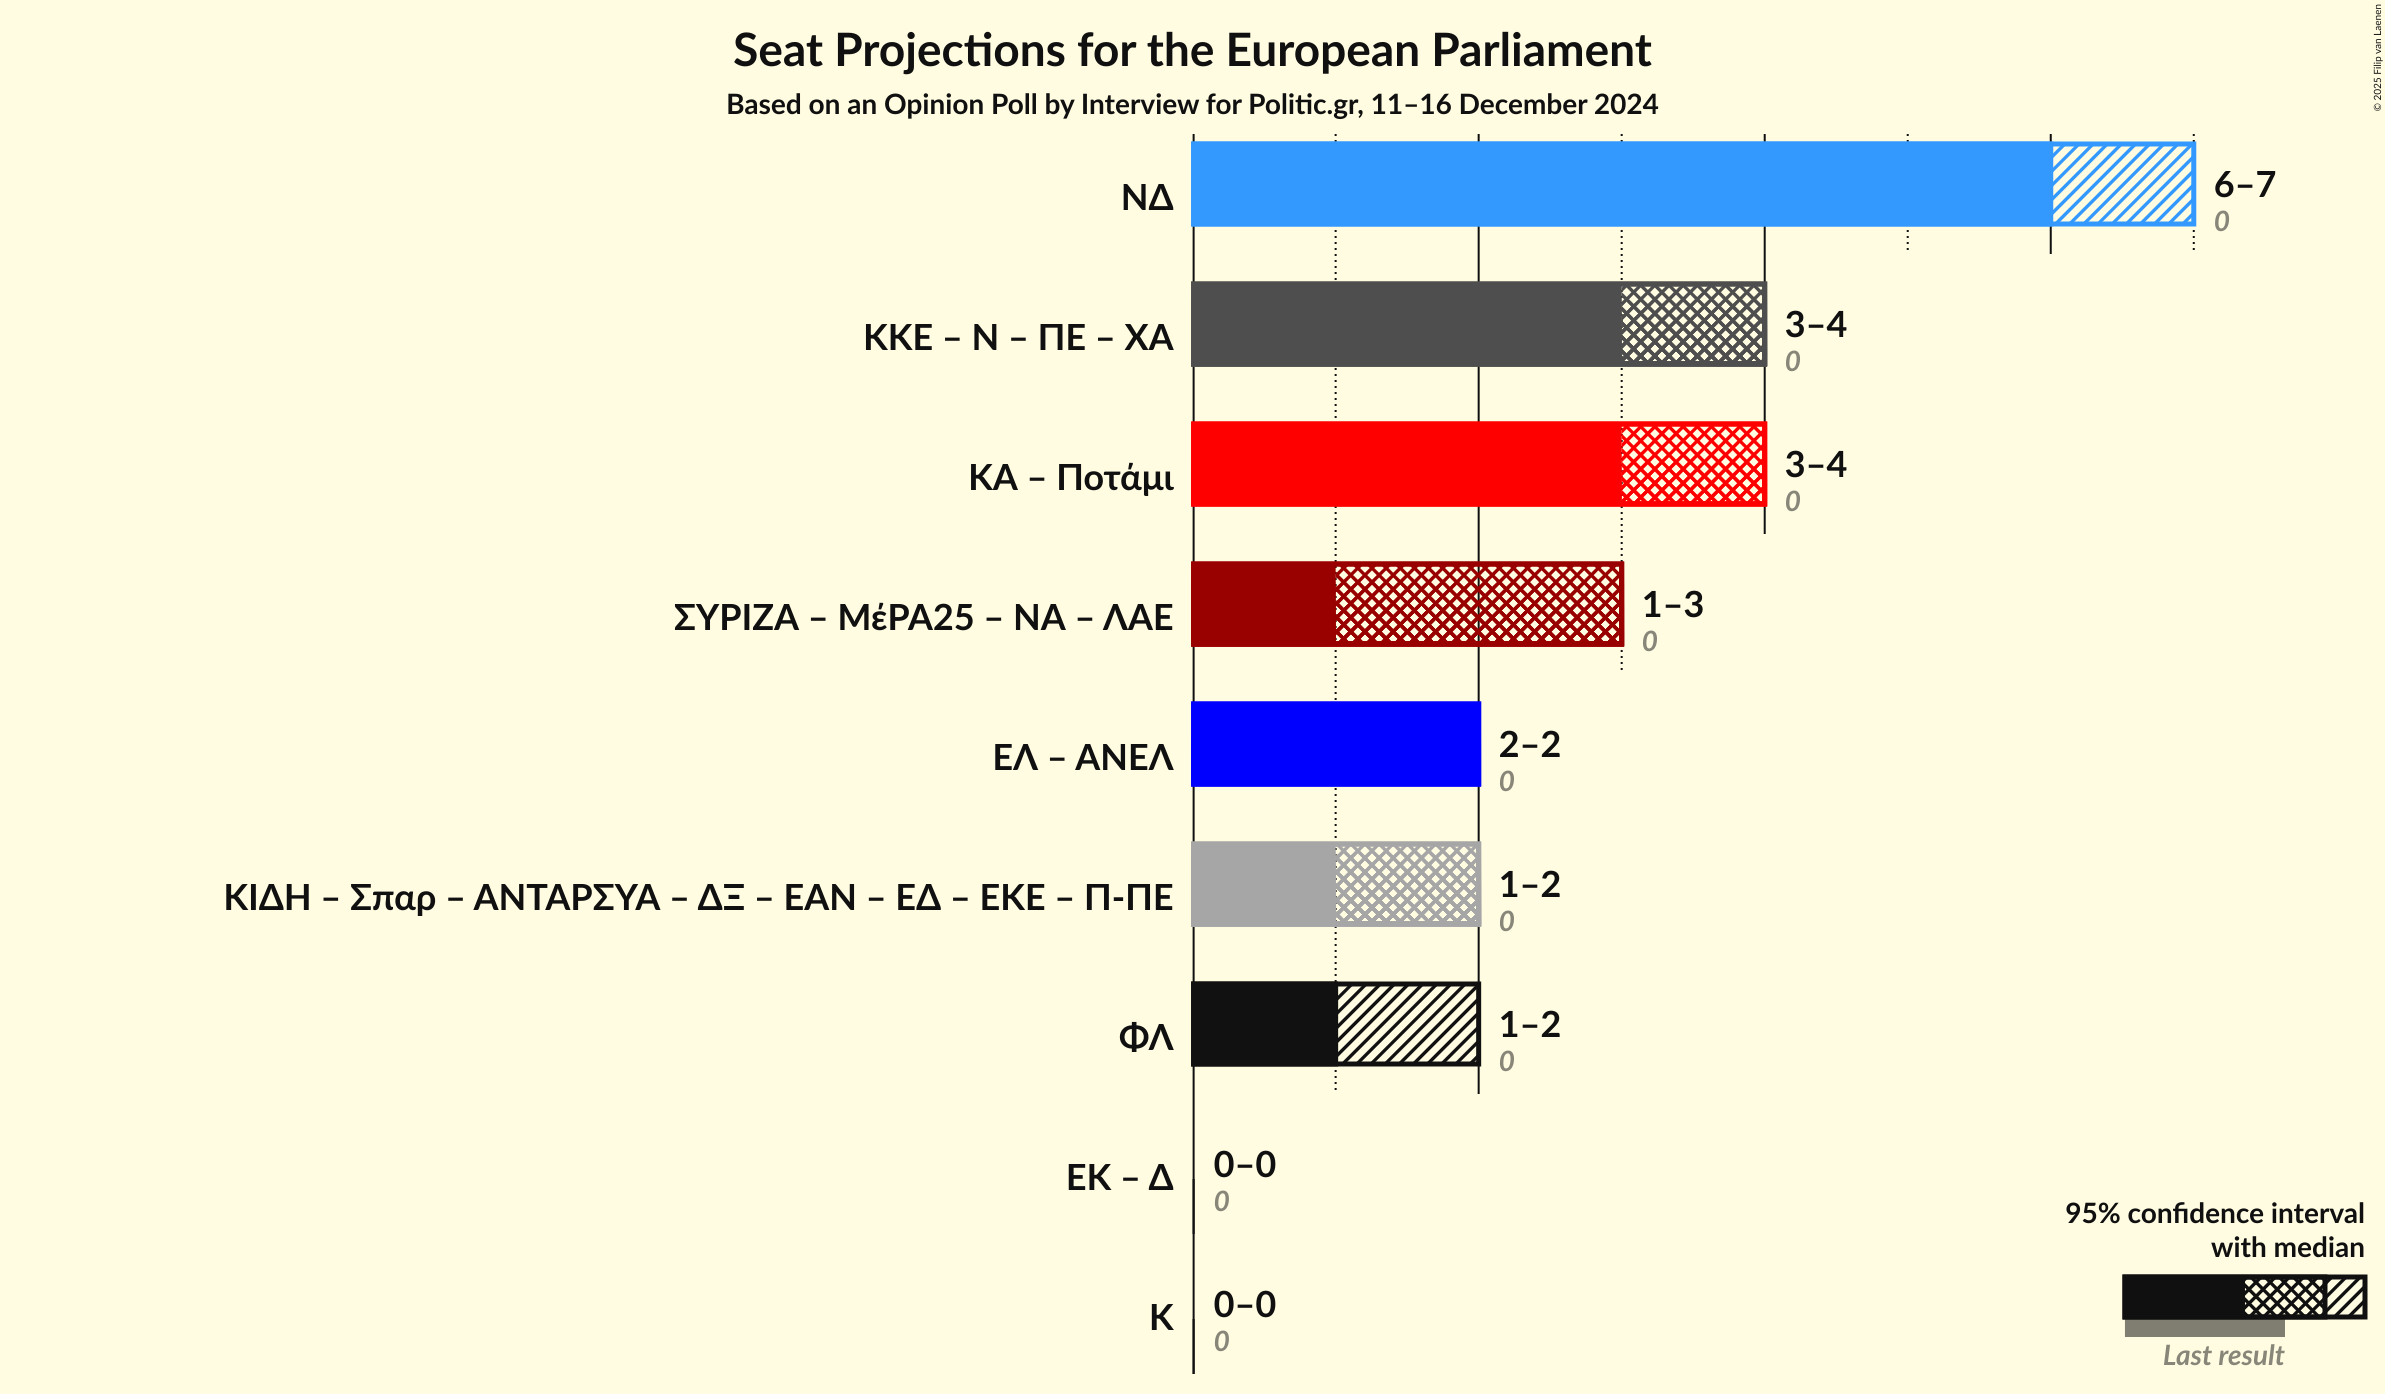 Seat Projections for the European Parliament
Based on an Opinion Poll by Interview for Politic.gr, 11–16 December 2024
© 2025 Filip van Laenen
ΝΔ
6–7
0
ΚΚΕ – Ν – ΠΕ – ΧΑ
3–4
0
ΚΑ – Ποτάμι
3–4
0
ΣΥΡΙΖΑ – ΜέΡΑ25 – ΝΑ – ΛΑΕ
1–3
0
ΕΛ – ΑΝΕΛ
2–2
0
ΚΙΔΗ – Σπαρ – ΑΝΤΑΡΣΥΑ – ΔΞ – ΕΑΝ – ΕΔ – ΕΚΕ – Π-ΠΕ
1–2
0
ΦΛ
1–2
0
ΕΚ – Δ
0–0
0
Κ
0–0
0
95% confidence interval
with median
Last result